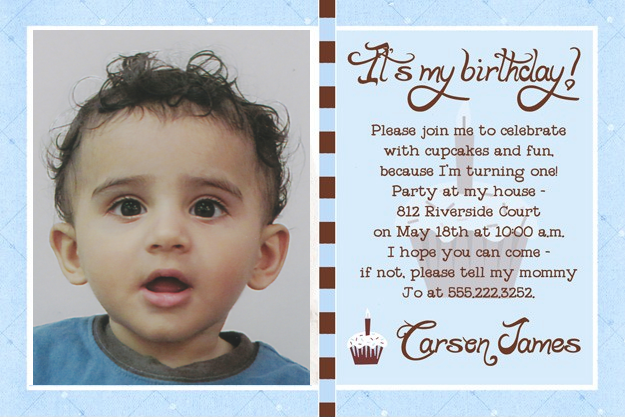 It's my birthday!
Please join me to celebrate
with cupcakes and fun,
because I'm turning one!
Party at my house -
812 Riverside Court
on May 18th at 10:00 a.m.
I hope you can come -
if not, please tell my mommy
Jo at 555.222.3252.
Carson James